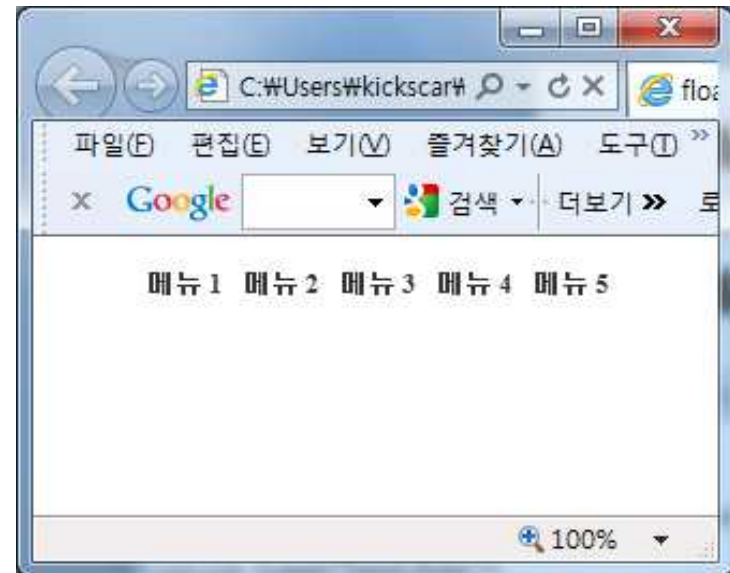 C:₩Users₩kickscar₩ floa
파일(F) 편집(E) 보기(V) 즐겨찾기(A) 도구(T) »
x Google 검색 더보기 »
메뉴 1 메뉴 2 메뉴 3 메뉴 4 메뉴 5
100%